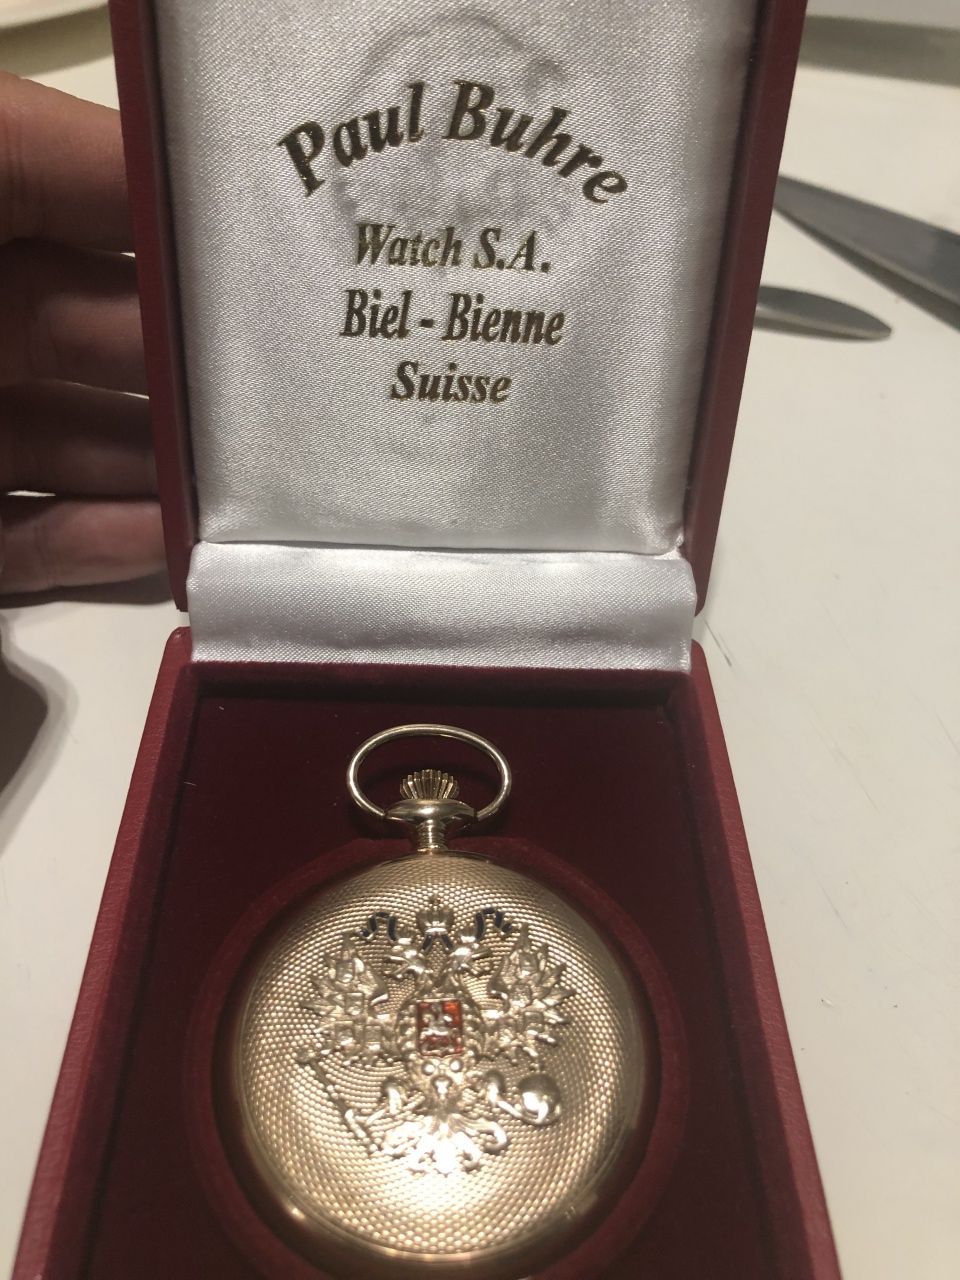 Paul Buhre
Watch S.A.
Biel - Bienne
Suisse